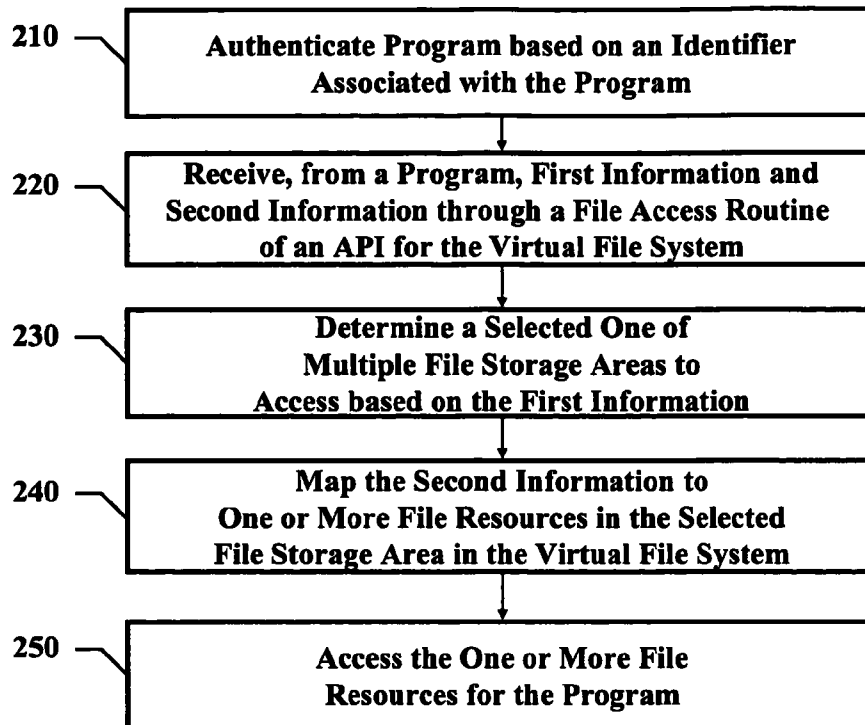 210
Authenticate Program based on an Identifier
Associated with the Program
220
Receive, from a Program, First Information and
Second Information through a File Access Routine
of an API for the Virtual File System
230
Determine a Selected One of
Multiple File Storage Areas to
Access based on the First Information
240
Map the Second Information to
One or More File Resources in the Selected
File Storage Area in the Virtual File System
250
Access the One or More File
Resources for the Program